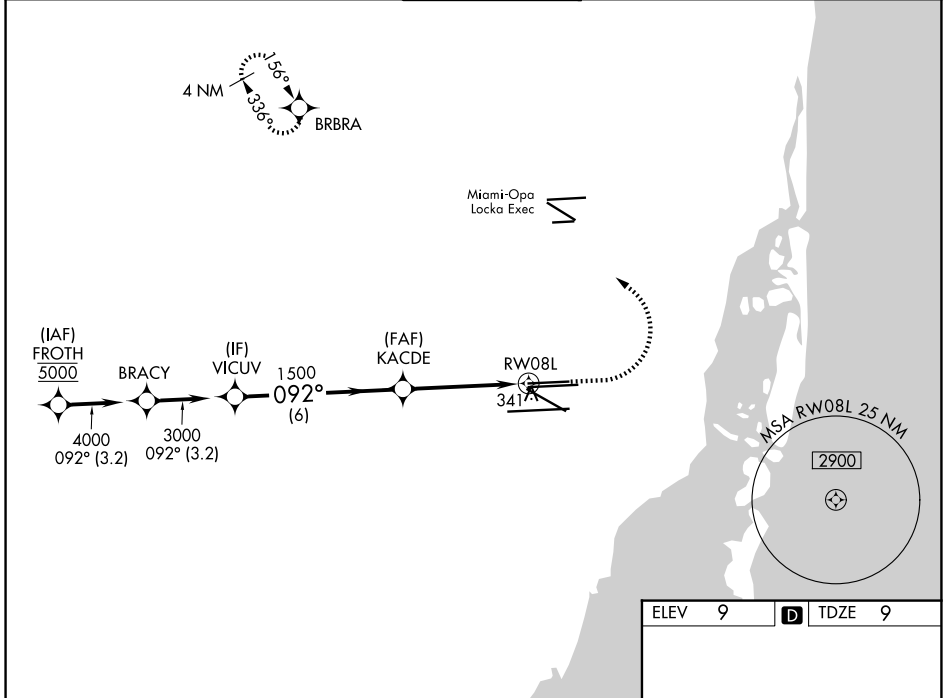 156°
4 NM
336°
BRBRA
Miami-Opa
Locka Exec
(IAF)
FROTH
5000
BRACY
(IF)
VICUV
1500
092°
(6)
(FAF)
KACDE
RW08L
341
4000
092° (3.2)
3000
092° (3.2)
MSA RW08L 25 NM
2900
ELEV 9 D TDZE 9